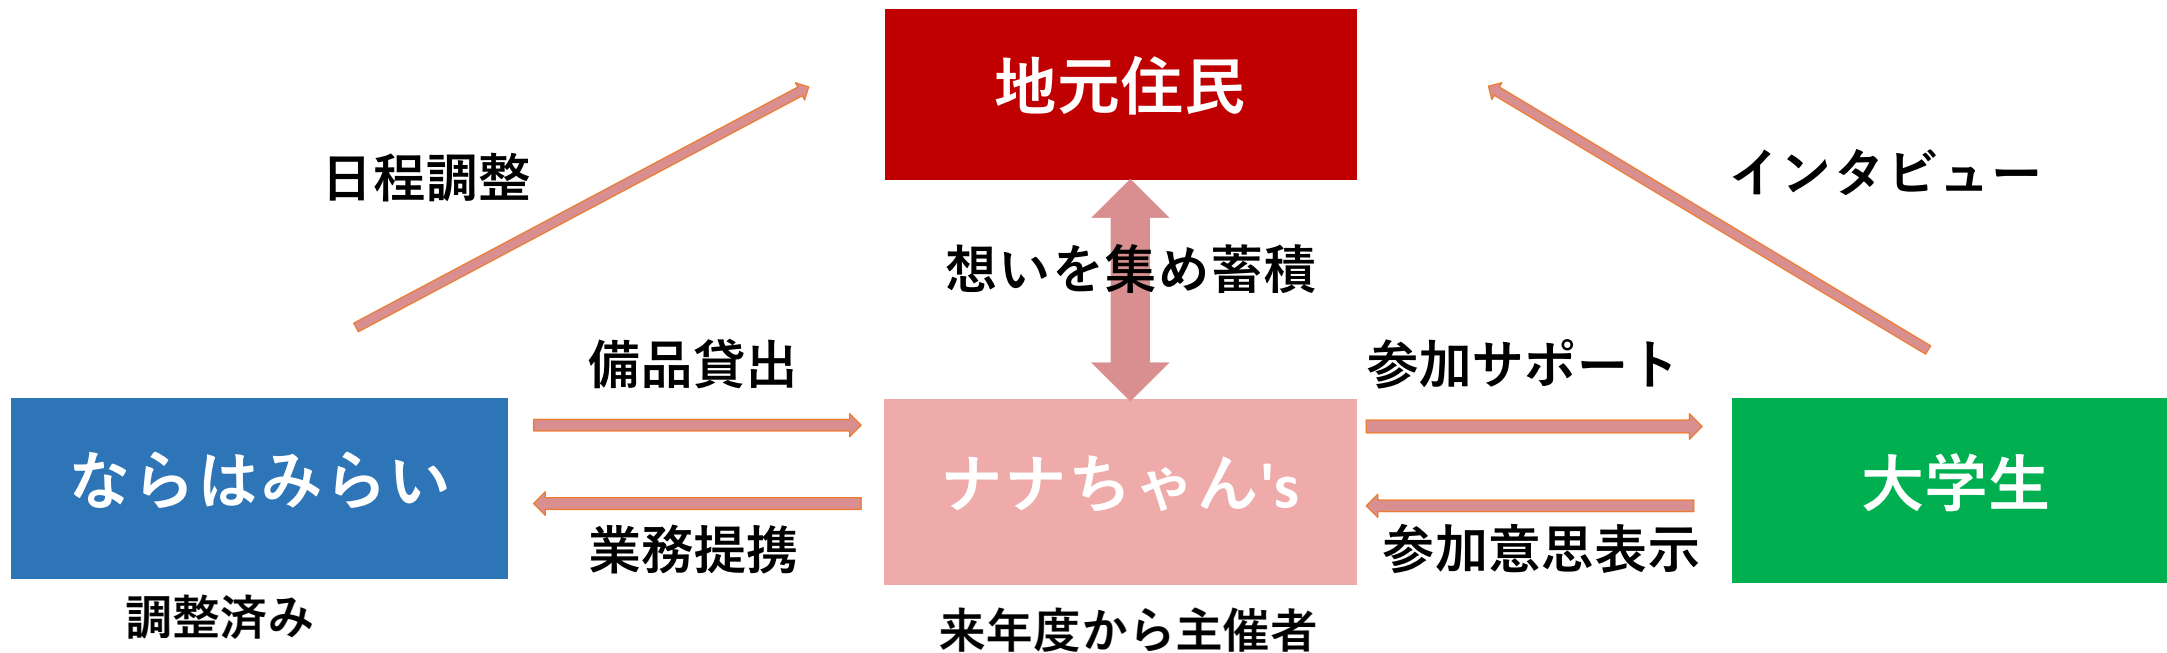 地元住民
日程調整
インタビュー
想いを集め蓄積
備品貸出
参加サポート
ならはみらい
ナナちゃん's
大学生
業務提携
参加意思表示
調整済み
来年度から主催者